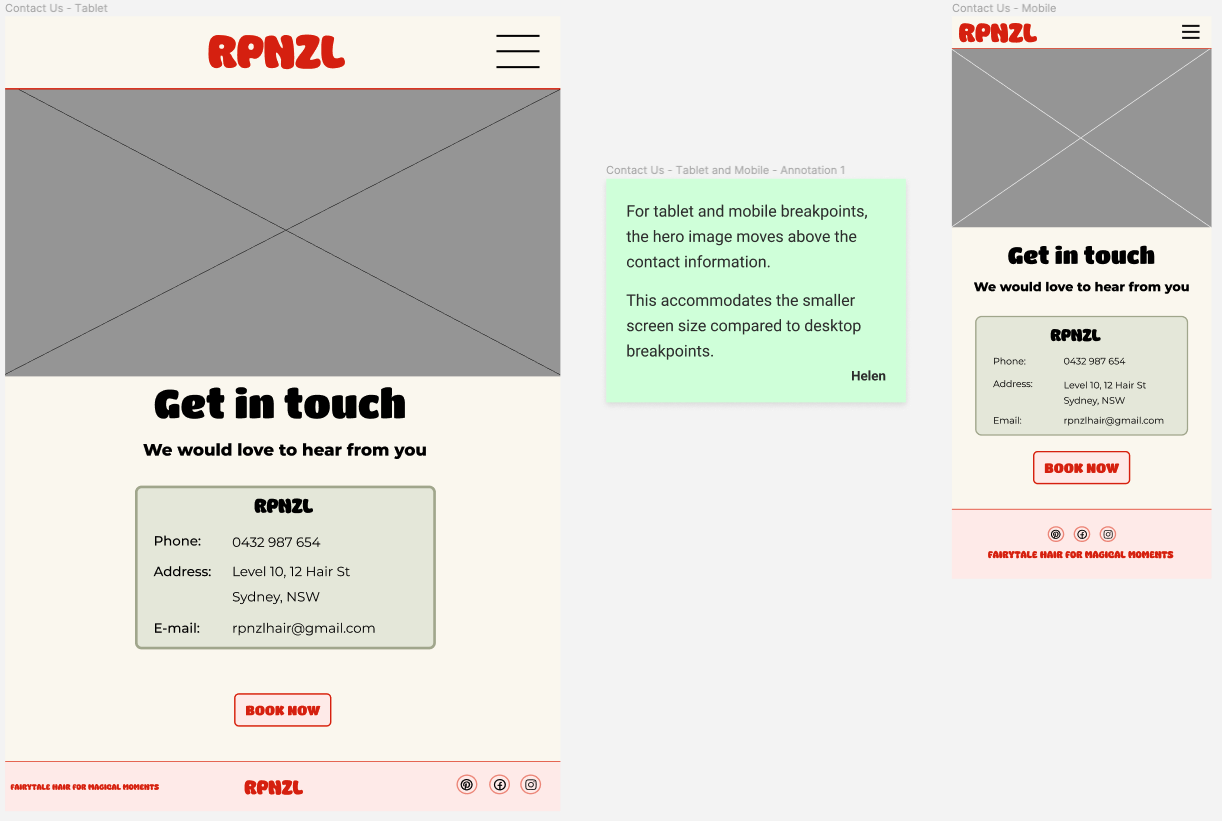 Contact Us - Tablet
RPNZL
Get in touch
We would love to hear from you
RPNZL
Phone: 0432 987 654
Address: Level 10, 12 Hair St
Sydney, NSW
E-mail: rpnzlhair@gmail.com
BOOK NOW
FAIRYTALE HAIR FOR MAGICAL MOMENTS
RPNZL
Contact Us - Tablet and Mobile - Annotation 1
For tablet and mobile breakpoints,
the hero image moves above the
contact information.
This accommodates the smaller
screen size compared to desktop
breakpoints.
Helen
Contact Us - Mobile
RPNZL
Get in touch
We would love to hear from you
RPNZL
Phone: 0432 987 654
Address: Level 10, 12 Hair St
Sydney, NSW
Email: rpnzlhair@gmail.com
BOOK NOW
FAIRYTALE HAIR FOR MAGICAL MOMENTS